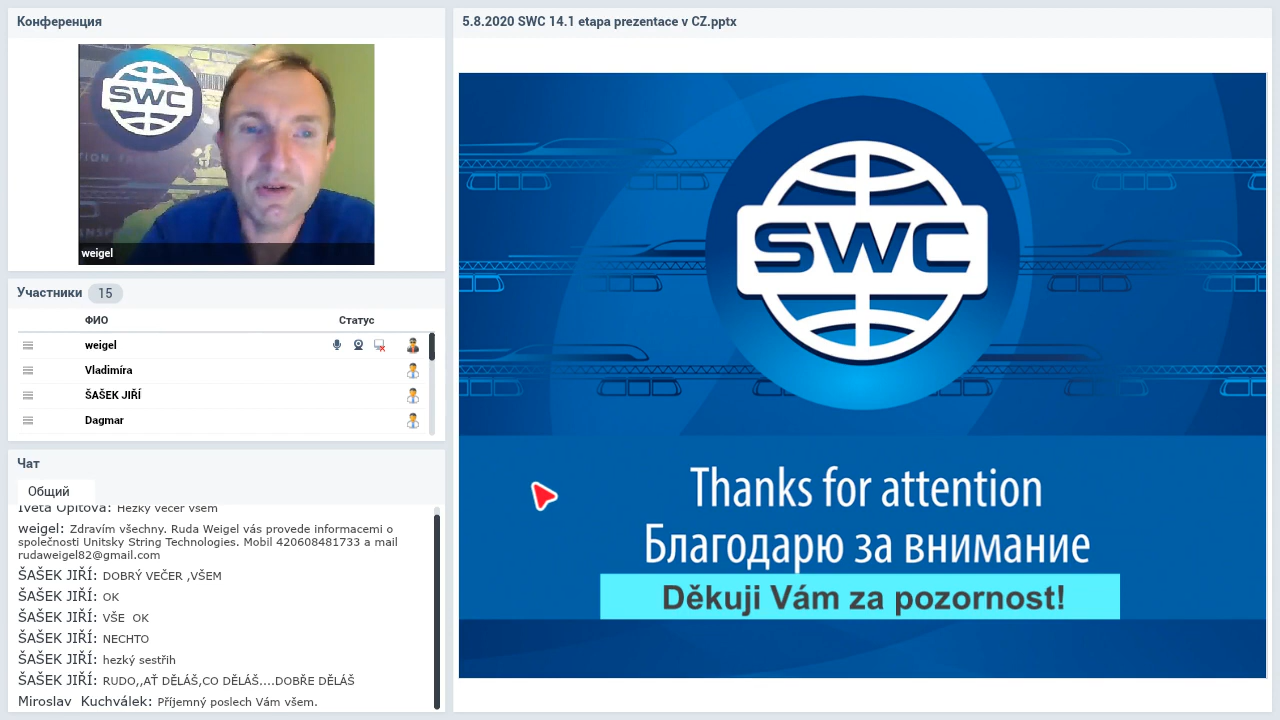 Конференция
SWC
weigel
Участники 15
ФИО Статус
weigel
Vladimíra
ŠAŠEK JIŘÍ
Dagmar
Чат
Общий
Iveta Opitova: Hezky vecer vsem
weigel: Zdravím všechny. Ruda Weigel vás provede informacemi o
společnosti Unitsky String Technologies. Mobil 420608481733 a mail
rudaweigel82@gmail.com
ŠAŠEK JIŘÍ: DOBRÝ VEČER ,VŠEM
ŠAŠEK JIŘÍ: OK
ŠAŠEK JIŘÍ: VŠE OK
ŠAŠEK JIŘÍ: NECHTO
ŠAŠEK JIŘÍ: hezký sestřih
ŠAŠEK JIŘÍ: RUDO,,AŤ DĚLÁŠ,CO DĚLÁŠ....DOBŘE DĚLÁŠ
Miroslav Kuchválek: Příjemný poslech Vám všem.
5.8.2020 SWC 14.1 etapa prezentace v CZ.pptx
SWC
Thanks for attention
Благодарю за внимание
Děkuji Vám za pozornost!